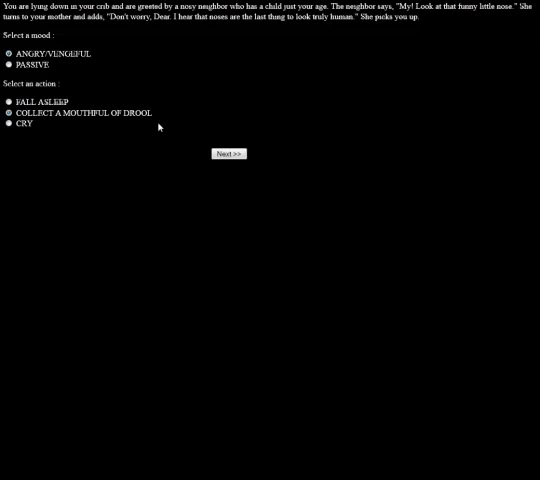 You are lying down in your crib and are greeted by a nosy neighbor who has a child just your age. The neighbor says, "My! Look at that funny little nose." She
turns to your mother and adds, "Don't worry, Dear. I hear that noses are the last thing to look truly human." She picks you up.
Select a mood :
ANGRY/VENGEFUL
PASSIVE
Select an action :
FALL ASLEEP
COLLECT A MOUTHFUL OF DROOL
CRY
Next >>